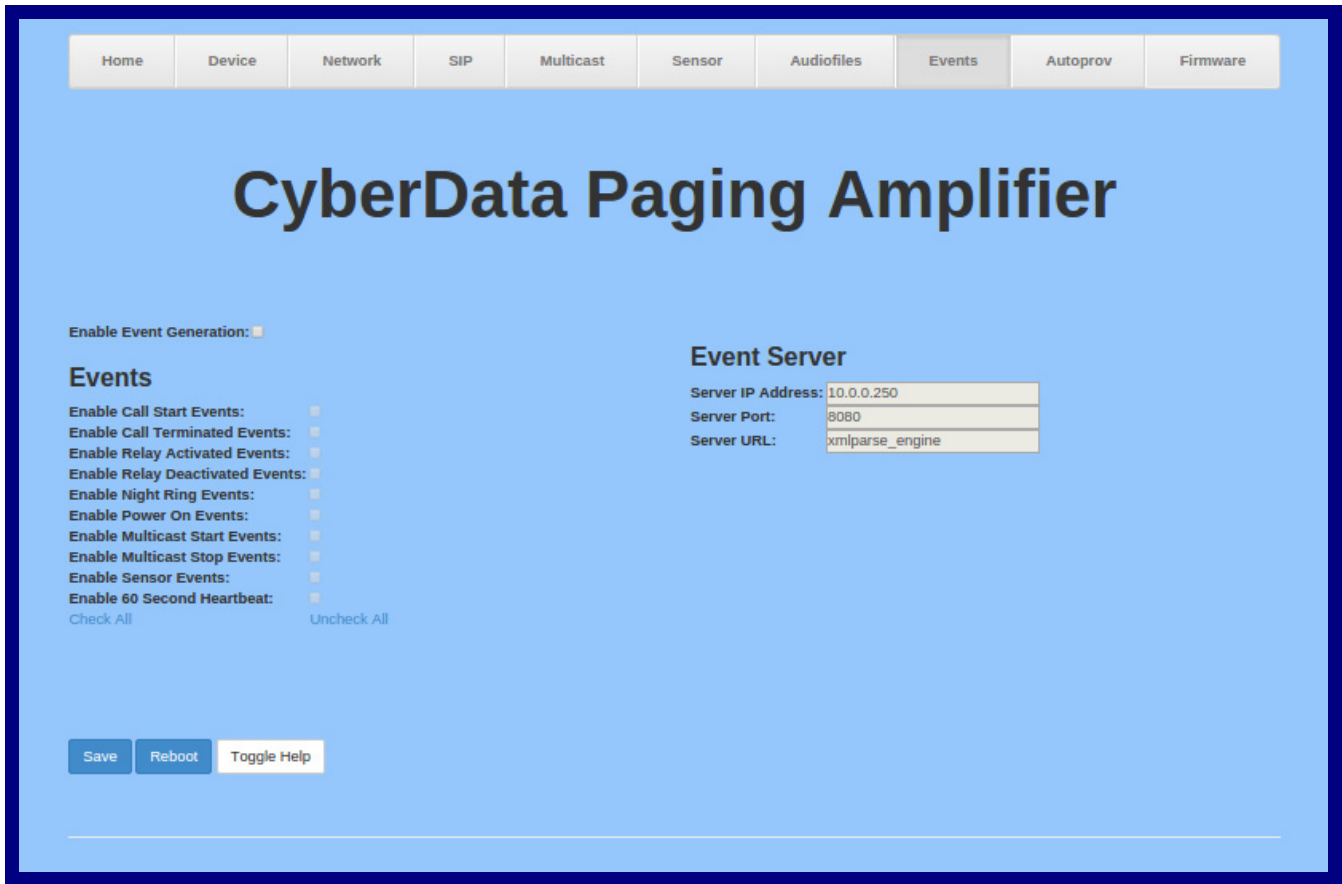 Home Device Network SIP Multicast Sensor Audiofiles Events Autoprov Firmware
CyberData Paging Amplifier
Enable Event Generation:
Events
Enable Call Start Events:
Enable Call Terminated Events:
Enable Relay Activated Events:
Enable Relay Deactivated Events:
Enable Night Ring Events:
Enable Power On Events:
Enable Multicast Start Events:
Enable Multicast Stop Events:
Enable Sensor Events:
Enable 60 Second Heartbeat:
Check All Uncheck All
Event Server
Server IP Address: 10.0.0.250
Server Port: 8080
Server URL: xmlparse_engine
Save Reboot Toggle Help